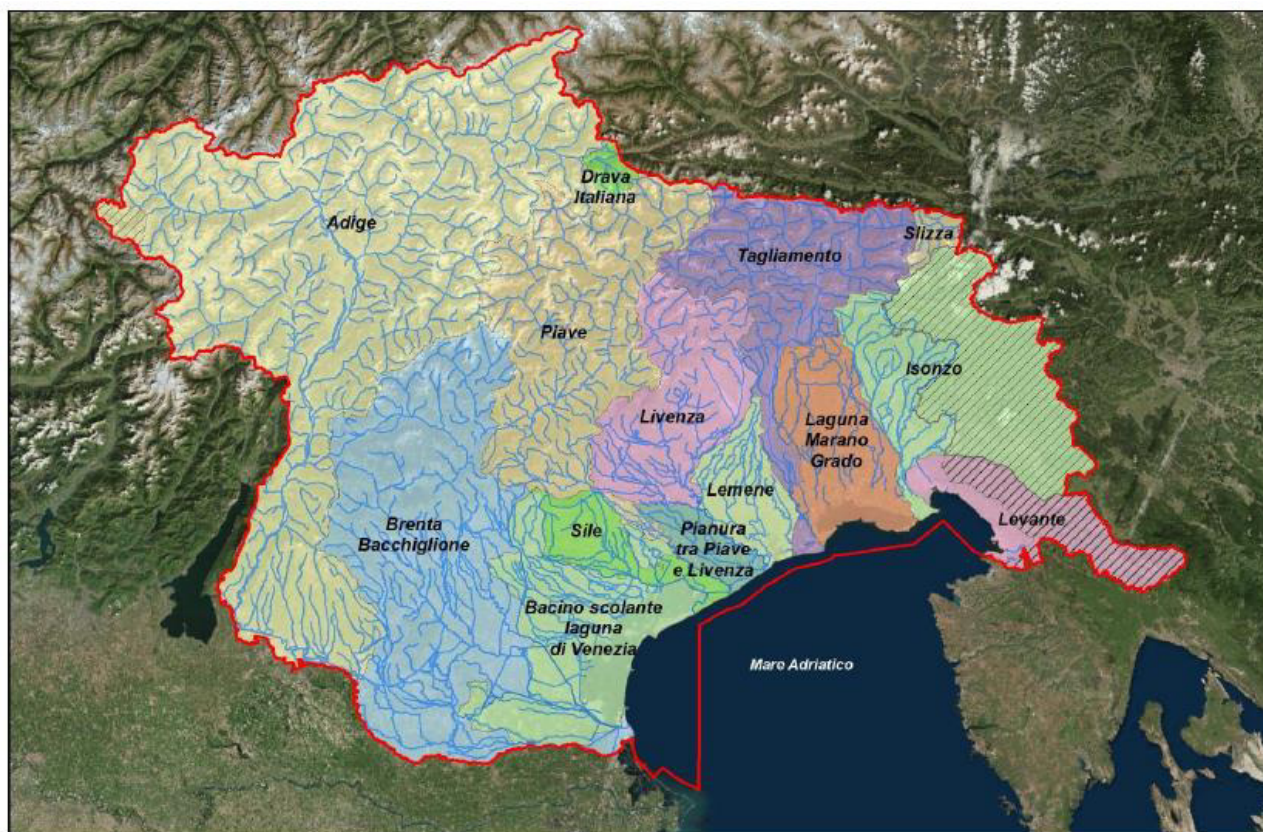 Drava
Italiana
Adige
Slizza
Tagliamento
Piave
Isonzo
Livenza
Laguna
Marano
Grado
Lemene
Levante
Brenta
Bacchiglione
Sile
Pianura
tra Piave
e Livenza
Bacino scolante
laguna
di Venezia
Mare Adriatico